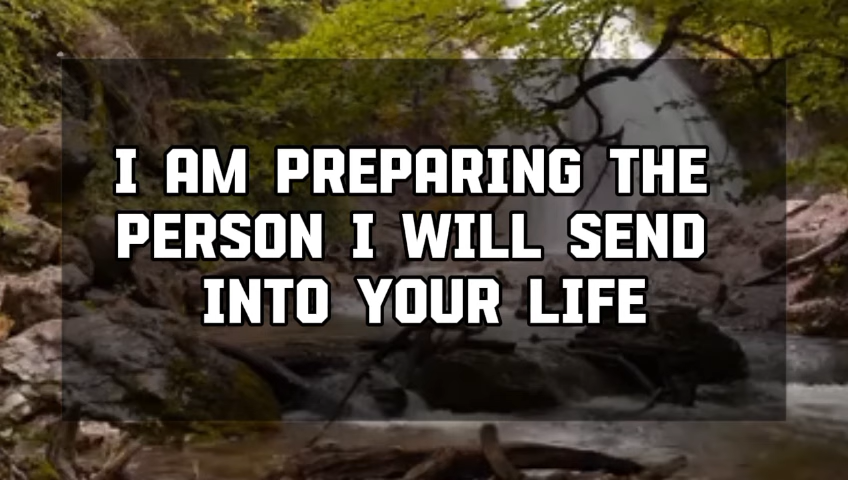 I AM PREPARING THE
PERSON I WILL SEND
INTO YOUR LIFE